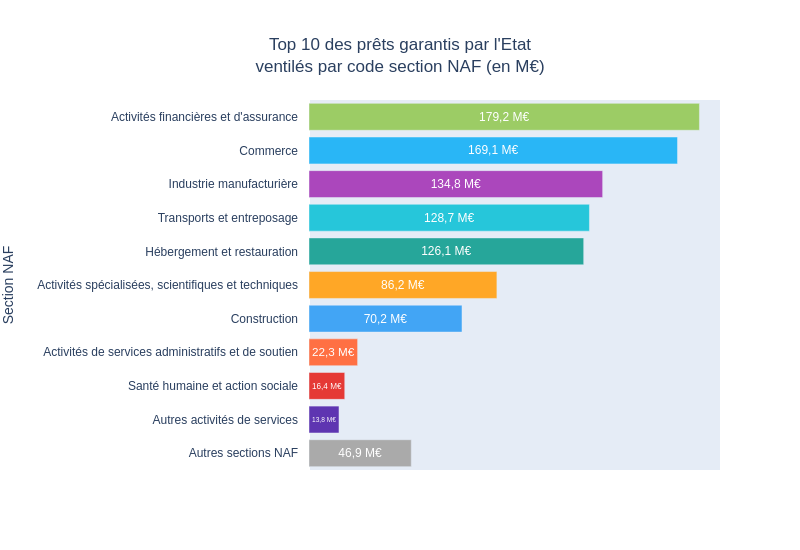 Top 10 des prêts garantis par l'Etat
ventilés par code section NAF (en M€)
Section NAF
Activités financières et d'assurance 179,2 M€
Commerce 169,1 M€
Industrie manufacturière 134,8 M€
Transports et entreposage 128,7 M€
Hébergement et restauration 126,1 M€
Activités spécialisées, scientifiques et techniques 86,2 M€
Construction 70,2 M€
Activités de services administratifs et de soutien 22,3 M€
Santé humaine et action sociale 16,4 M€
Autres activités de services 13,8 M€
Autres sections NAF 46,9 M€